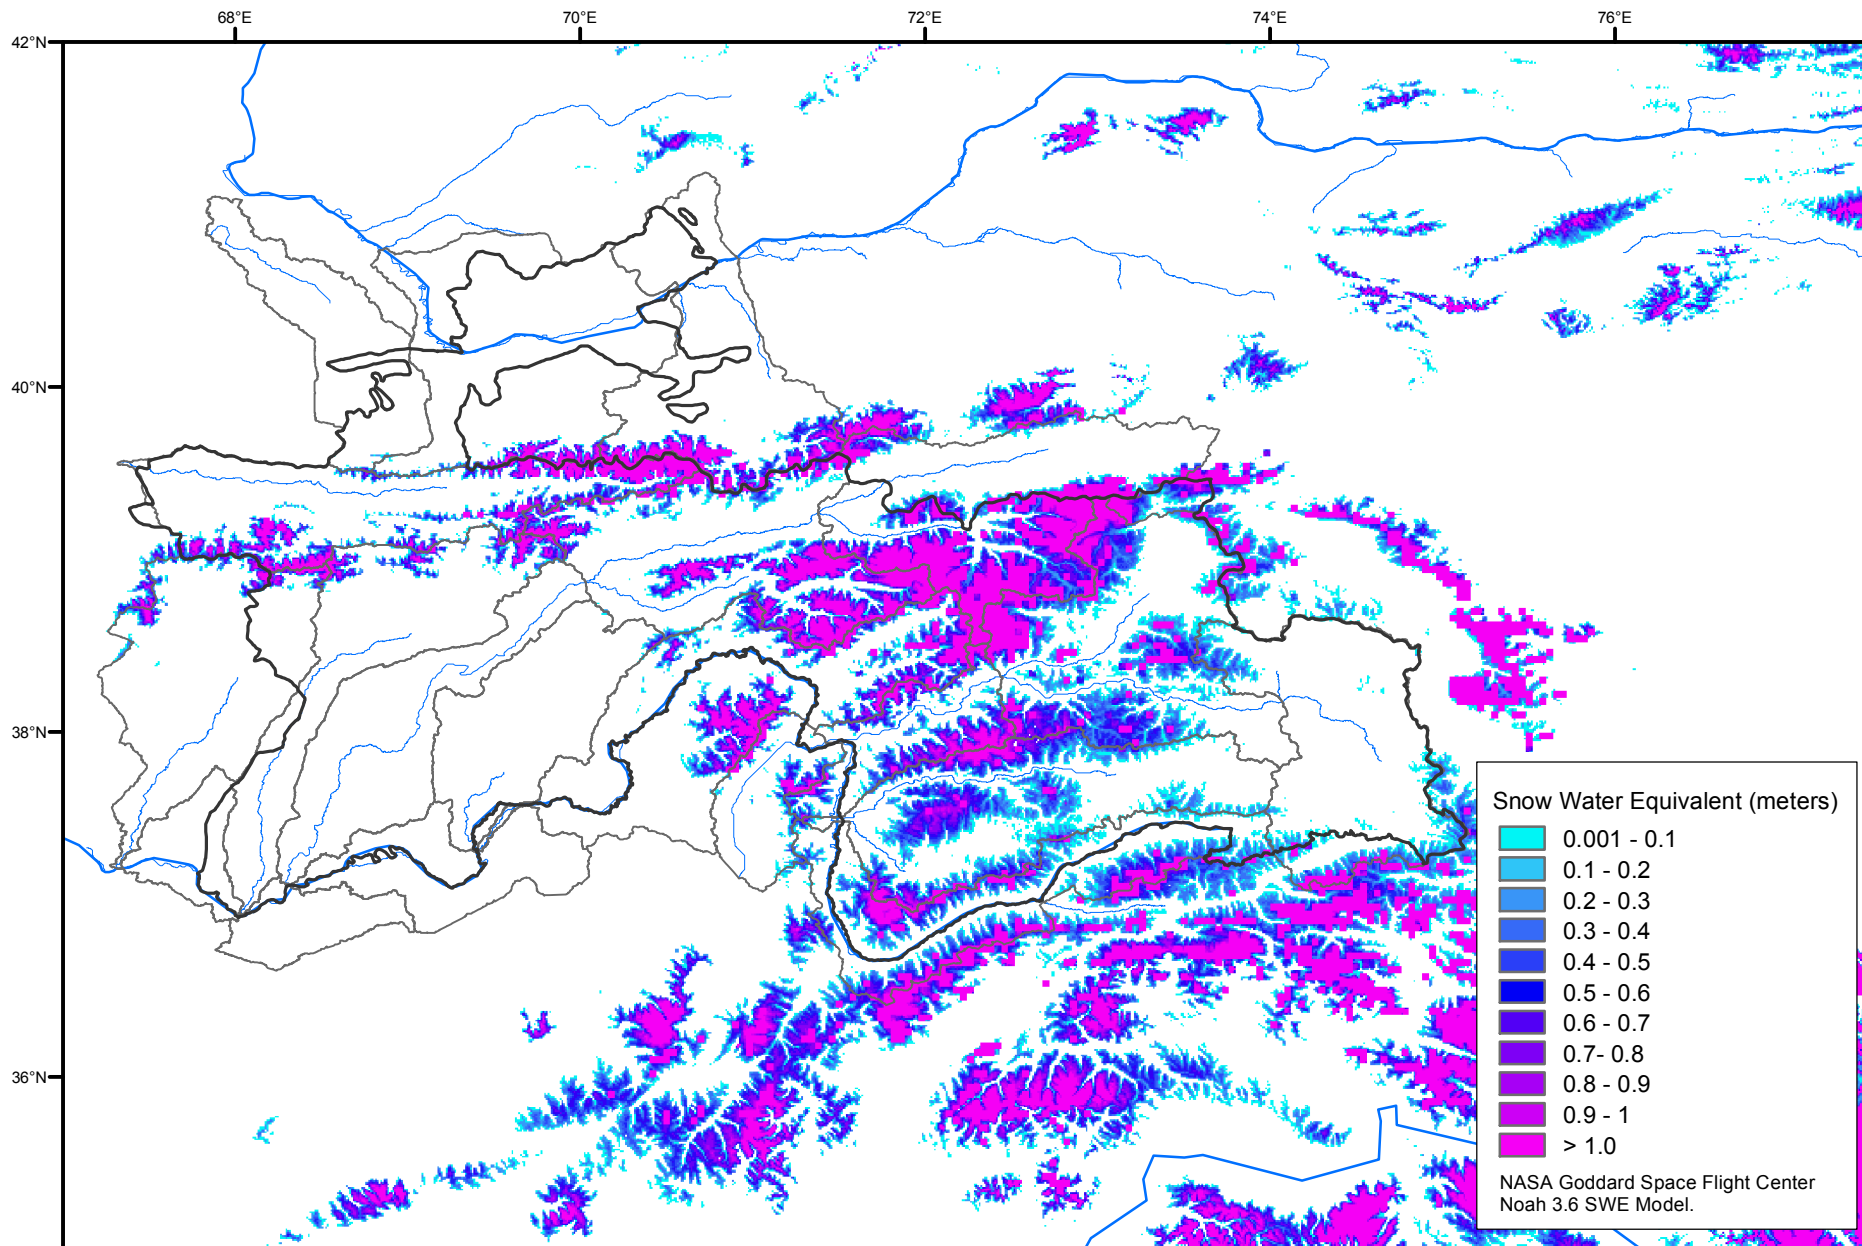 68°E
70°E
72°E
74°E
76°E
42°N
40°N
38°N
36°N
Snow Water Equivalent (meters)
0.001 - 0.1
0.1 - 0.2
0.2 - 0.3
0.3 - 0.4
0.4 - 0.5
0.5 - 0.6
0.6 - 0.7
0.7- 0.8
0.8 - 0.9
0.9 - 1
> 1.0
NASA Goddard Space Flight Center
Noah 3.6 SWE Model.